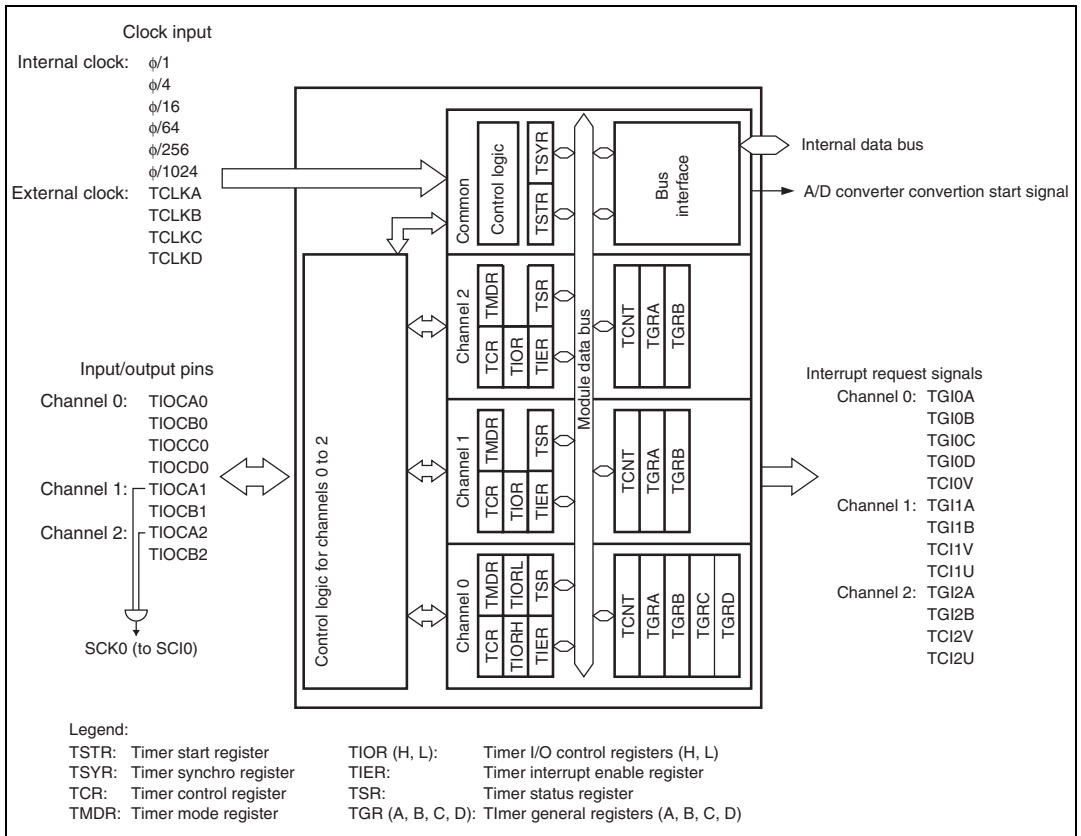 Clock input
Internal clock: ϕ/1
ϕ/4
ϕ/16
ϕ/64
ϕ/256
ϕ/1024
External clock: TCLKA
TCLKB
TCLKC
TCLKD
Input/output pins
Channel 0: TIOCA0
TIOCB0
TIOCC0
TIOCD0
Channel 1: TIOCA1
TIOCB1
Channel 2: TIOCA2
TIOCB2
SCK0 (to SCI0)
Control logic for channels 0 to 2
Common
Control logic
TSTR
TSYR
Bus
interface
Module data bus
Channel 2
TCR
TMDR
TIOR
TIER
TSR
TCNT
TGRA
TGRB
Channel 1
TCR
TMDR
TIOR
TIER
TSR
TCNT
TGRA
TGRB
Channel 0
TCR
TMDR
TIORH
TIORL
TIER
TSR
TCNT
TGRA
TGRB
TGRC
TGRD
Internal data bus
A/D converter convertion start signal
Interrupt request signals
Channel 0: TGI0A
TGI0B
TGI0C
TGI0D
TCI0V
Channel 1: TGI1A
TGI1B
TCI1V
TCI1U
Channel 2: TGI2A
TGI2B
TCI2V
TCI2U
Legend:
TSTR: Timer start register
TSYR: Timer synchro register
TCR: Timer control register
TMDR: Timer mode register
TIOR (H, L): Timer I/O control registers (H, L)
TIER: Timer interrupt enable register
TSR: Timer status register
TGR (A, B, C, D): TImer general registers (A, B, C, D)